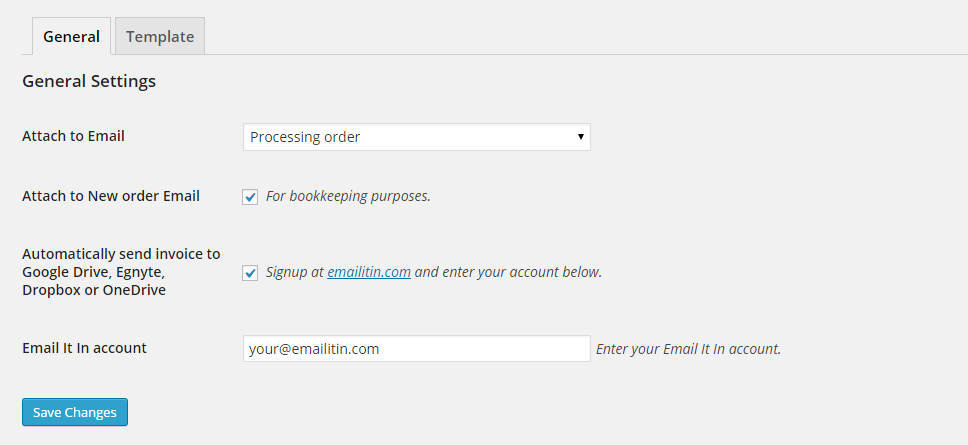 General Template
General Settings
Attach to Email Processing order
Attach to New order Email For bookkeeping purposes.
Automatically send invoice to
Google Drive, Egnyte, Signup at emailitin.com and enter your account below.
Dropbox or OneDrive
Email It In account your@emailitin.com Enter your Email It In account.
Save Changes